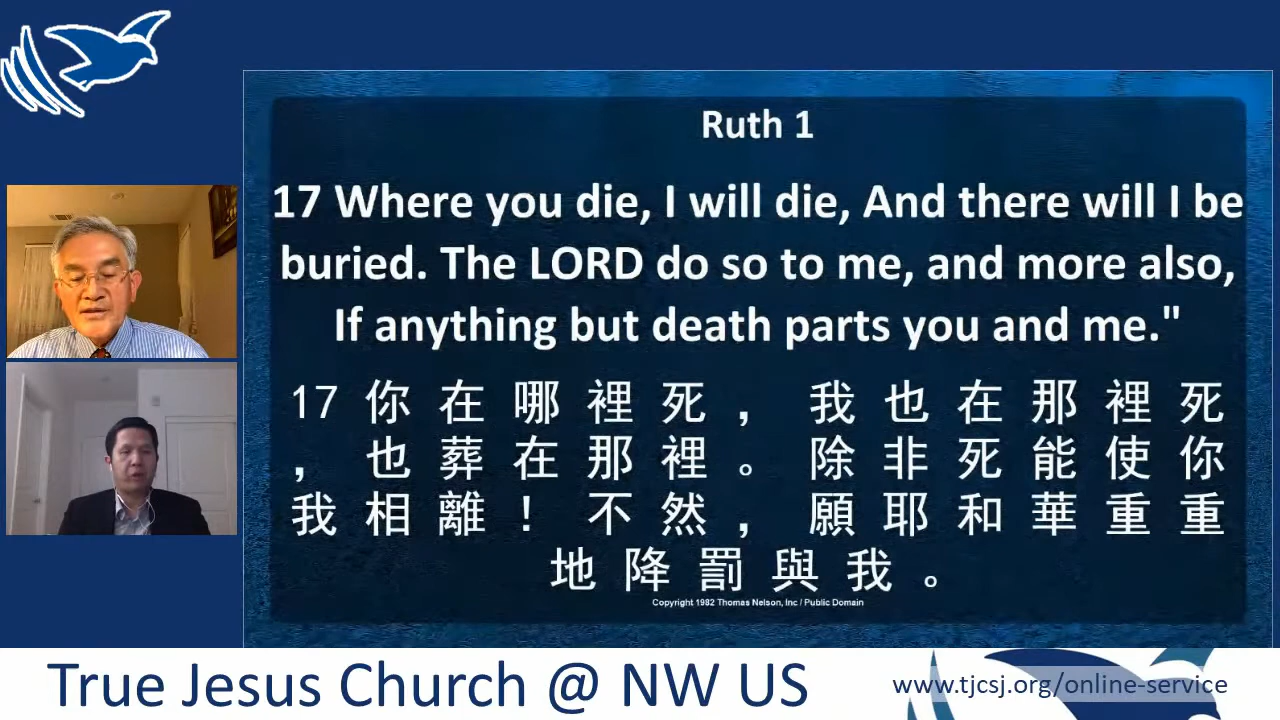 Ruth 1
17 Where you die, I will die, And there will I be
buried. The LORD do so to me, and more also,
If anything but death parts you and me."
17 你在哪裡死，我也在那裡死
，也葬在那裡。除非死能使你
我相離！不然，願耶和華重重
地降罰與我。
Copyright 1982 Thomas Nelson, Inc / Public Domain
True Jesus Church @ NW US
www.tjcsj.org/online-service